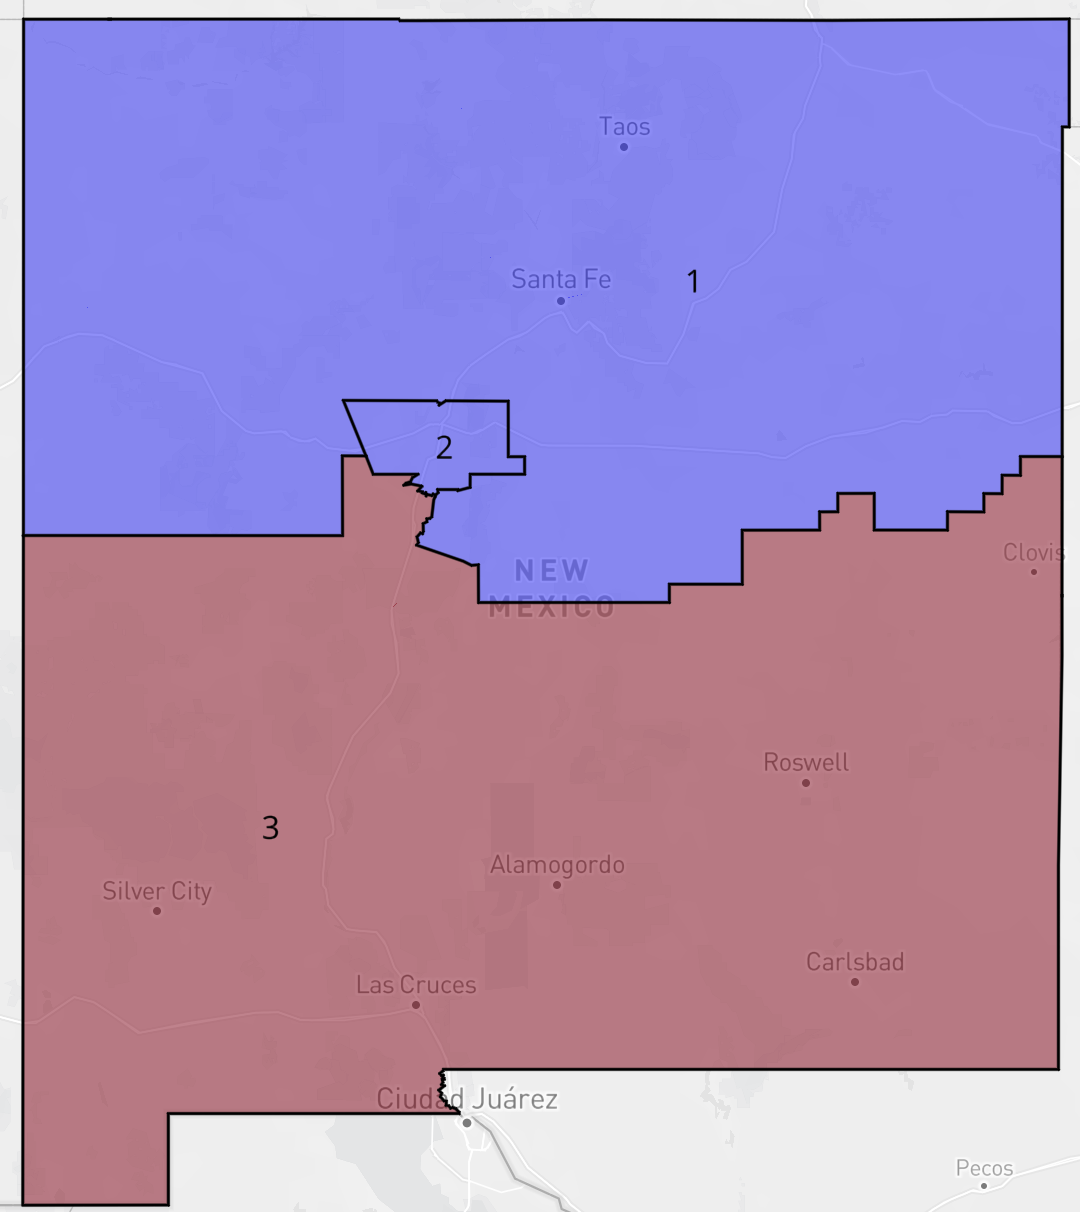 Taos
Santa Fe
1
2
NEW
MEXICO
Clovis
Roswell
3
Alamogordo
Silver City
Carlsbad
Las Cruces
Ciudad Juárez
Pecos